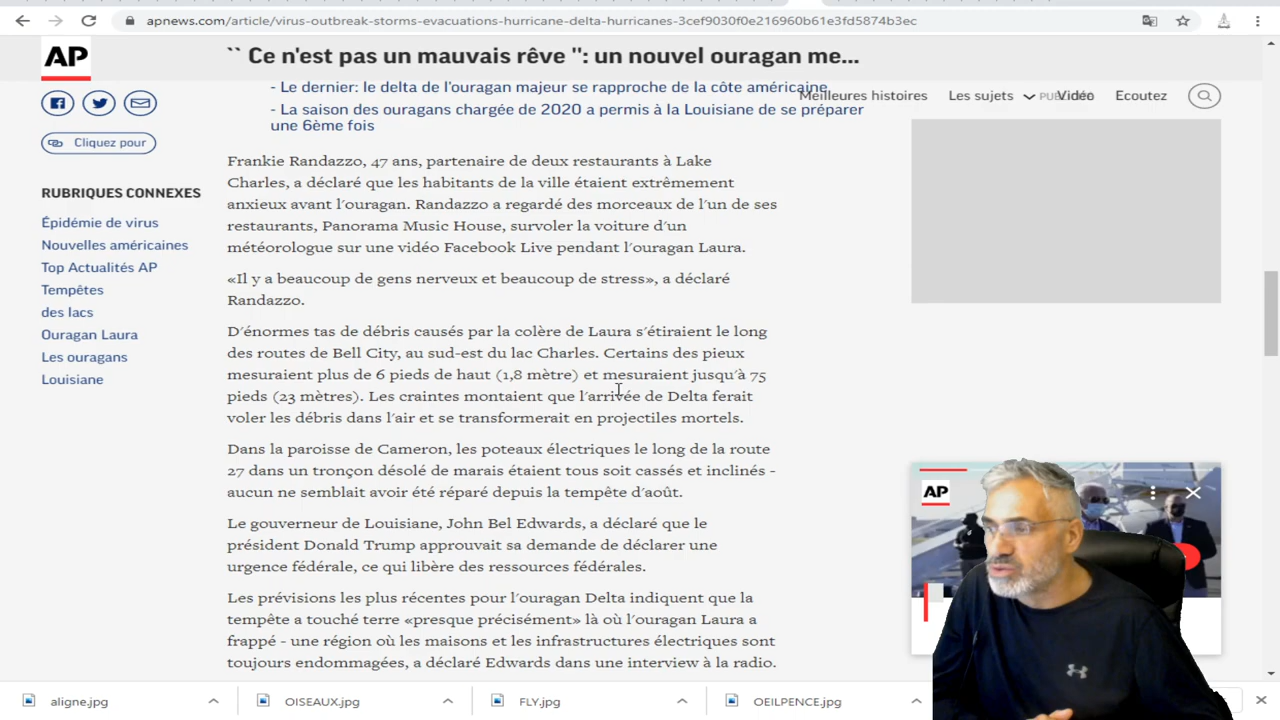 apnews.com/article/virus-outbreak-storms-evacuations-hurricane-delta-hurricanes-3cef9030f0e216960b61e3fd5874b3ec
AP
`` Ce n'est pas un mauvais rêve '': un nouvel ouragan me...
- Le dernier: le delta de l'ouragan majeur se rapproche de la côte américaine
- La saison des ouragans chargée de 2020 a permis à la Louisiane de se préparer
une 6ème fois
Meilleures histoires
Les sujets
Vidéo
Ecoutez
Cliquez pour
RUBRIQUES CONNEXES
Épidémie de virus
Nouvelles américaines
Top Actualités AP
Tempêtes
des lacs
Ouragan Laura
Les ouragans
Louisiane
Frankie Randazzo, 47 ans, partenaire de deux restaurants à Lake
Charles, a déclaré que les habitants de la ville étaient extrêmement
anxieux avant l'ouragan. Randazzo a regardé des morceaux de l'un de ses
restaurants, Panorama Music House, survoler la voiture d'un
météorologue sur une vidéo Facebook Live pendant l'ouragan Laura.
«Il y a beaucoup de gens nerveux et beaucoup de stress», a déclaré
Randazzo.
D'énormes tas de débris causés par la colère de Laura s'étiraient le long
des routes de Bell City, au sud-est du lac Charles. Certains des pieux
mesuraient plus de 6 pieds de haut (1,8 mètre) et mesuraient jusqu'à 75
pieds (23 mètres). Les craintes montaient que l'arrivée de Delta ferait
voler les débris dans l'air et se transformerait en projectiles mortels.
Dans la paroisse de Cameron, les poteaux électriques le long de la route
27 dans un tronçon désolé de marais étaient tous soit cassés et inclinés -
aucun ne semblait avoir été réparé depuis la tempête d'août.
Le gouverneur de Louisiane, John Bel Edwards, a déclaré que le
président Donald Trump approuvait sa demande de déclarer une
urgence fédérale, ce qui libère des ressources fédérales.
Les prévisions les plus récentes pour l'ouragan Delta indiquent que la
tempête a touché terre «presque précisément» là où l'ouragan Laura a
frappé - une région où les maisons et les infrastructures électriques sont
toujours endommagées, a déclaré Edwards dans une interview à la radio.
AP
aligne.jpg
OISEAUX.jpg
FLY.jpg
OEILPENCE.jpg